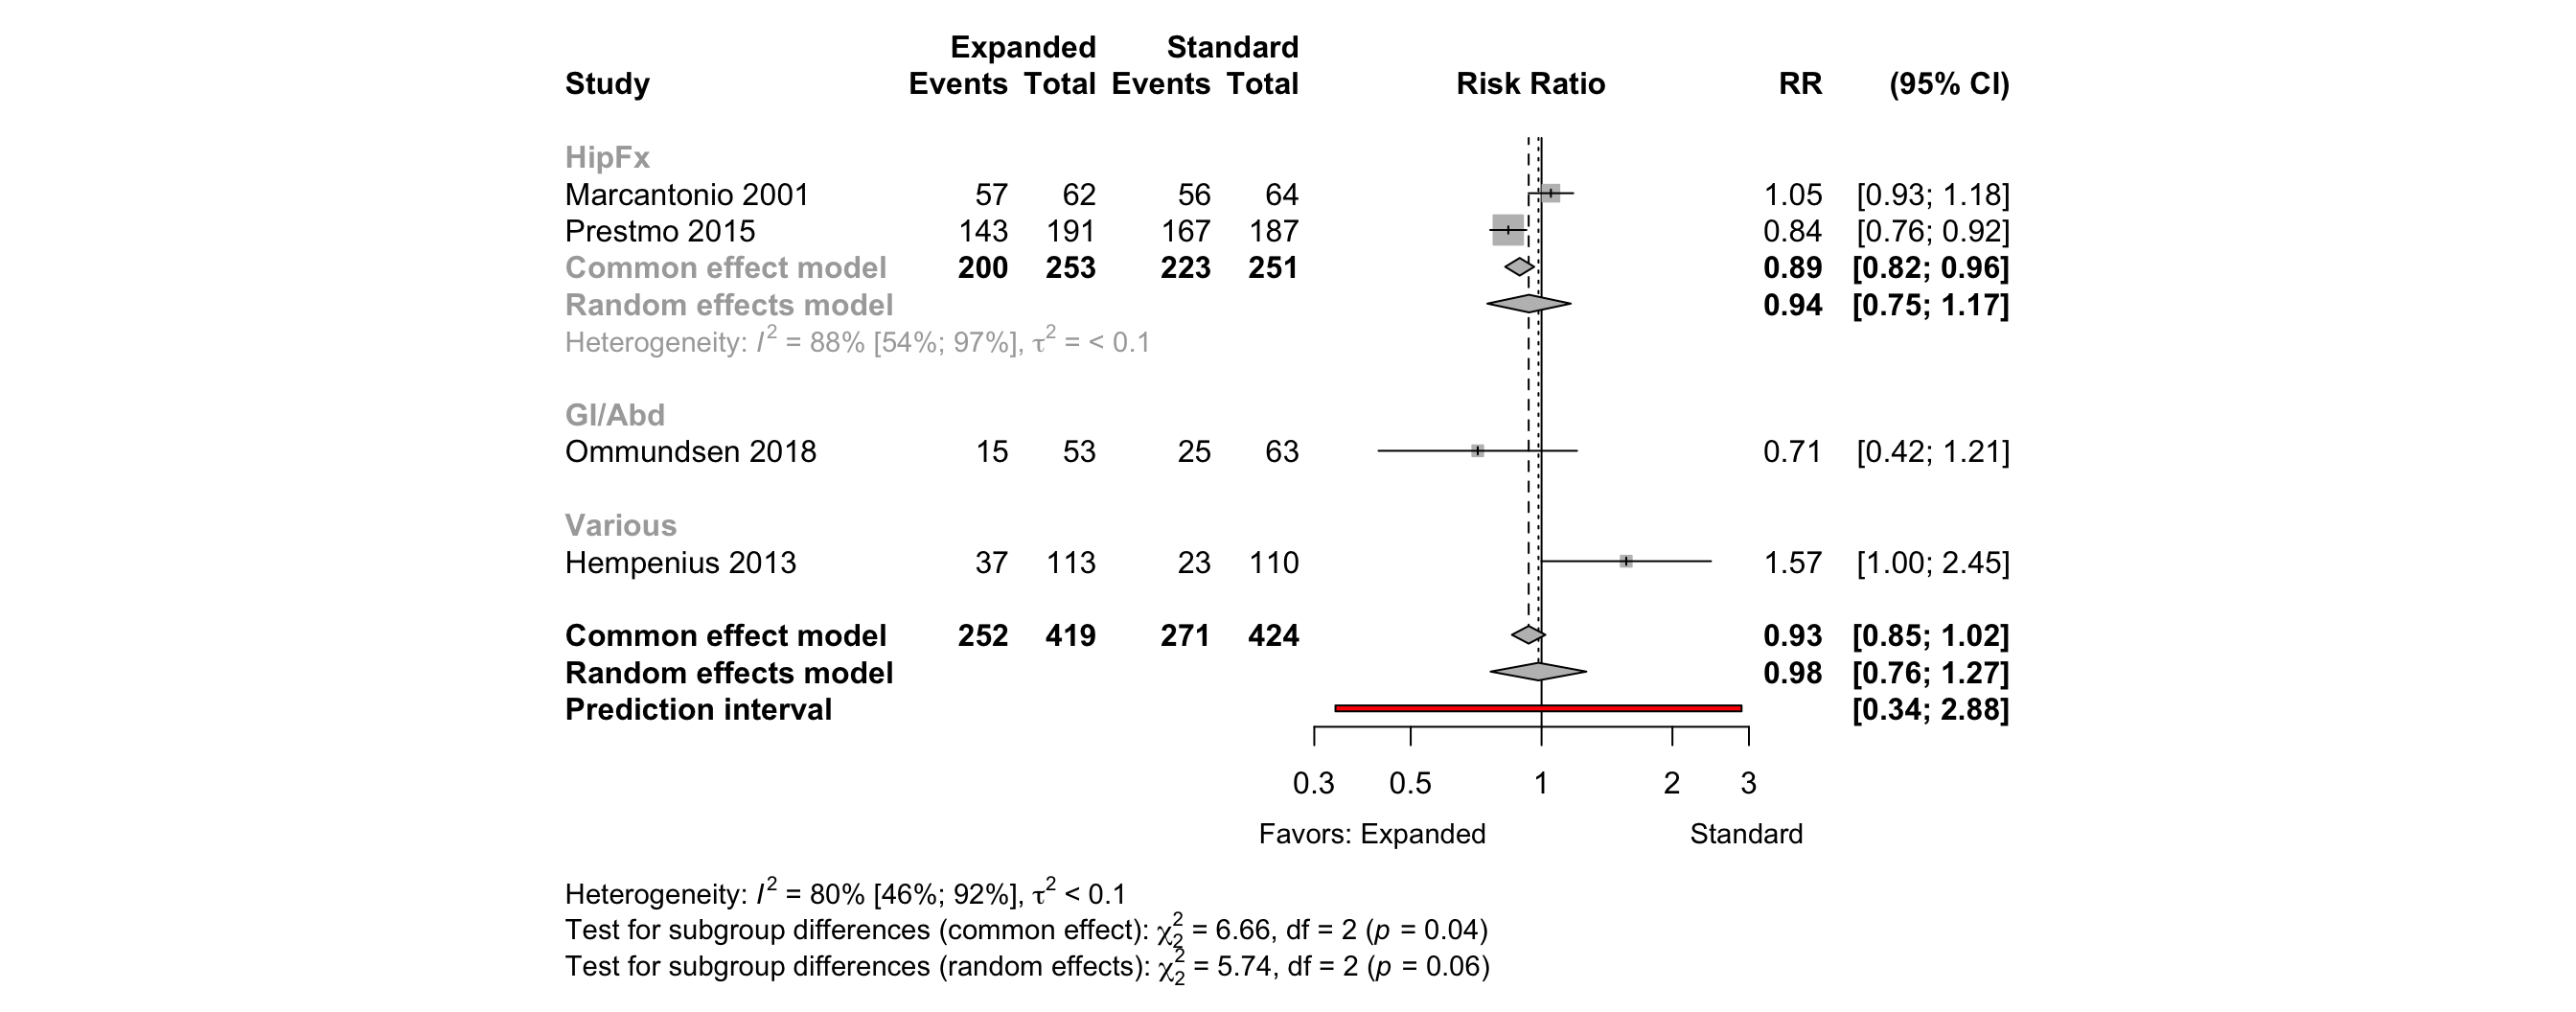 Expanded Standard
Study Events Total Events Total Risk Ratio RR (95% CI)
HipFx
Marcantonio 2001 57 62 56 64 1.05 [0.93; 1.18]
Prestmo 2015 143 191 167 187 0.84 [0.76; 0.92]
Common effect model 200 253 223 251 0.89 [0.82; 0.96]
Random effects model 0.94 [0.75; 1.17]
Heterogeneity: I² = 88% [54%; 97%], τ² = < 0.1
GI/Abd
Ommundsen 2018 15 53 25 63 0.71 [0.42; 1.21]
Various
Hempenius 2013 37 113 23 110 1.57 [1.00; 2.45]
Common effect model 252 419 271 424 0.93 [0.85; 1.02]
Random effects model 0.98 [0.76; 1.27]
Prediction interval [0.34; 2.88]
0.3 0.5 1 2 3
Favors: Expanded Standard
Heterogeneity: I² = 80% [46%; 92%], τ² < 0.1
Test for subgroup differences (common effect): χ²₂ = 6.66, df = 2 (p = 0.04)
Test for subgroup differences (random effects): χ²₂ = 5.74, df = 2 (p = 0.06)